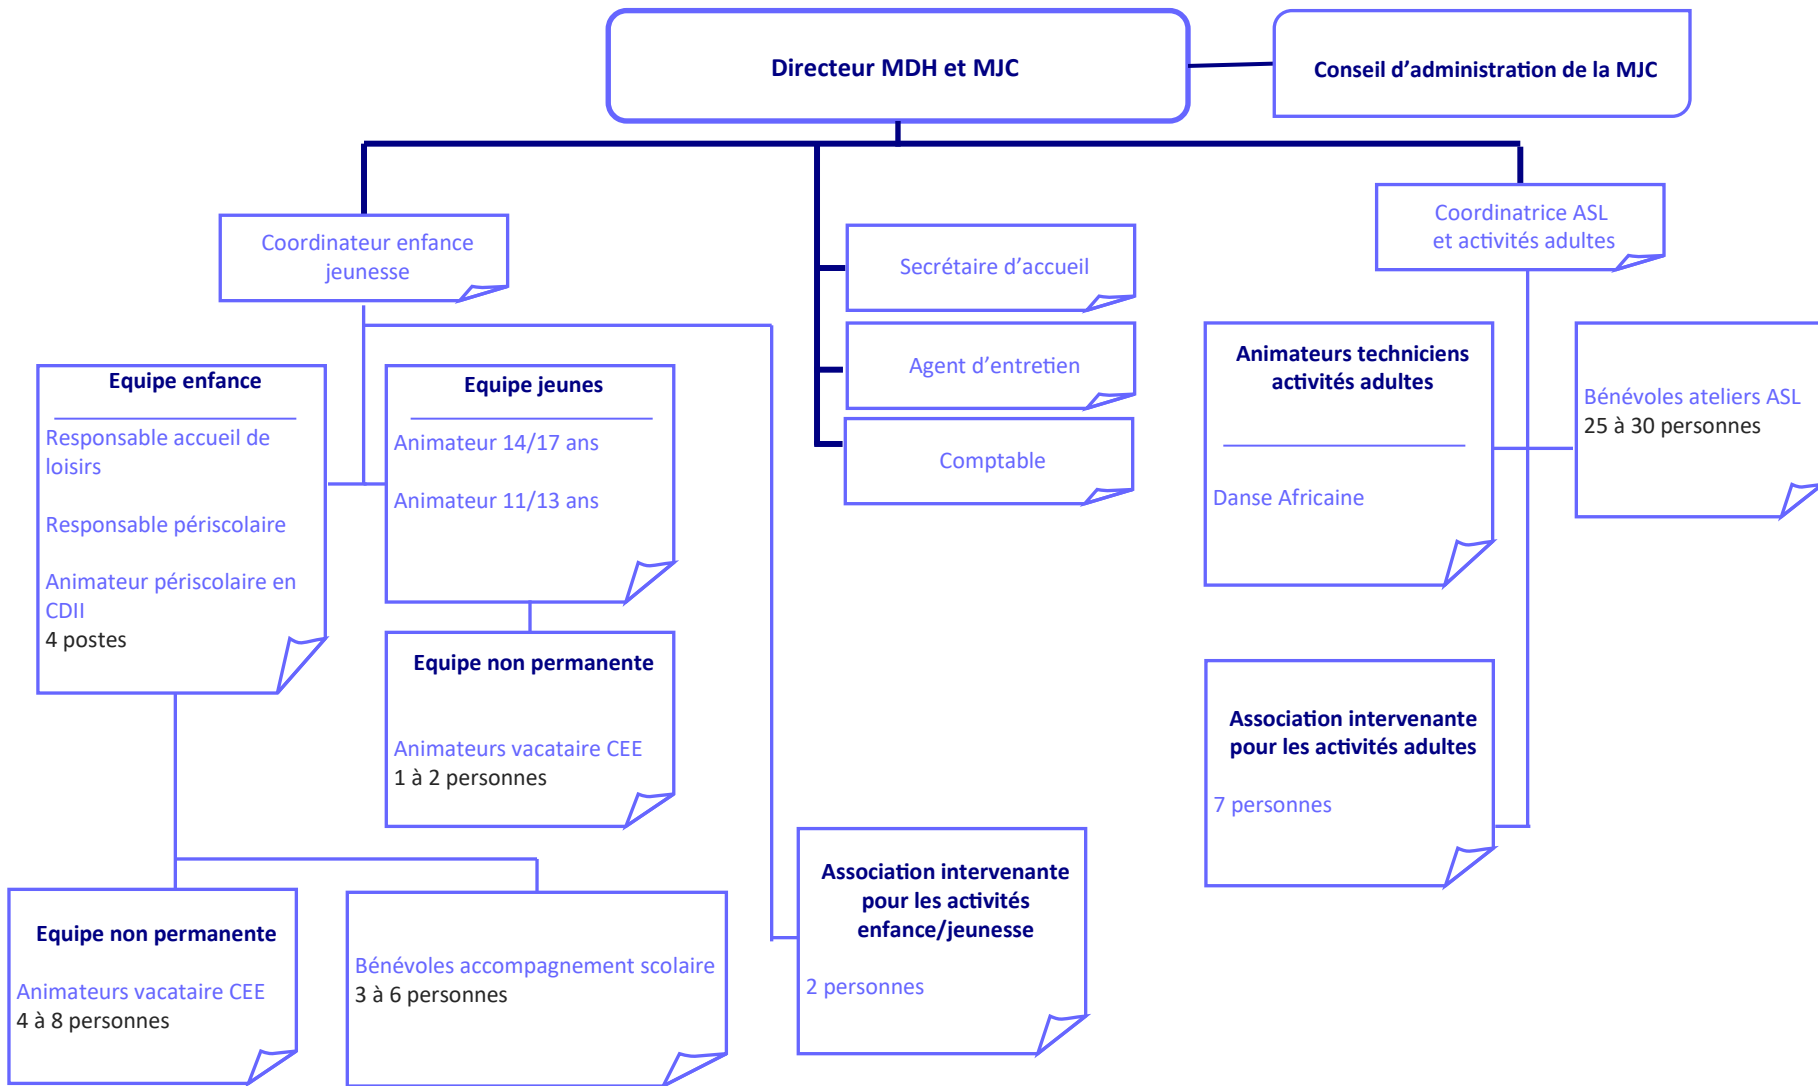 Directeur MDH et MJC
Conseil d’administration de la MJC
Coordinateur enfance
jeunesse
Secrétaire d’accueil
Agent d’entretien
Comptable
Coordinatrice ASL
et activités adultes
Equipe enfance
Responsable accueil de
loisirs
Responsable périscolaire
Animateur périscolaire en
CDII
4 postes
Equipe jeunes
Animateur 14/17 ans
Animateur 11/13 ans
Equipe non permanente
Animateurs vacataire CEE
1 à 2 personnes
Animateurs techniciens
activités adultes
Danse Africaine
Bénévoles ateliers ASL
25 à 30 personnes
Association intervenante
pour les activités adultes
7 personnes
Equipe non permanente
Animateurs vacataire CEE
4 à 8 personnes
Bénévoles accompagnement scolaire
3 à 6 personnes
Association intervenante
pour les activités
enfance/jeunesse
2 personnes